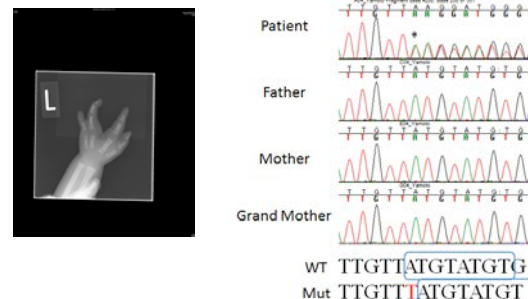 L
Patient
T T G T T A A G G A T G G G
Father
T T G T T A T G T A T G T G
Mother
T T G T T A T G T A T G T G
Grand Mother
T T G T T A T G T A T G T G
WT TTGTTATGTATGTG
Mut TTGTTTATGTATGT